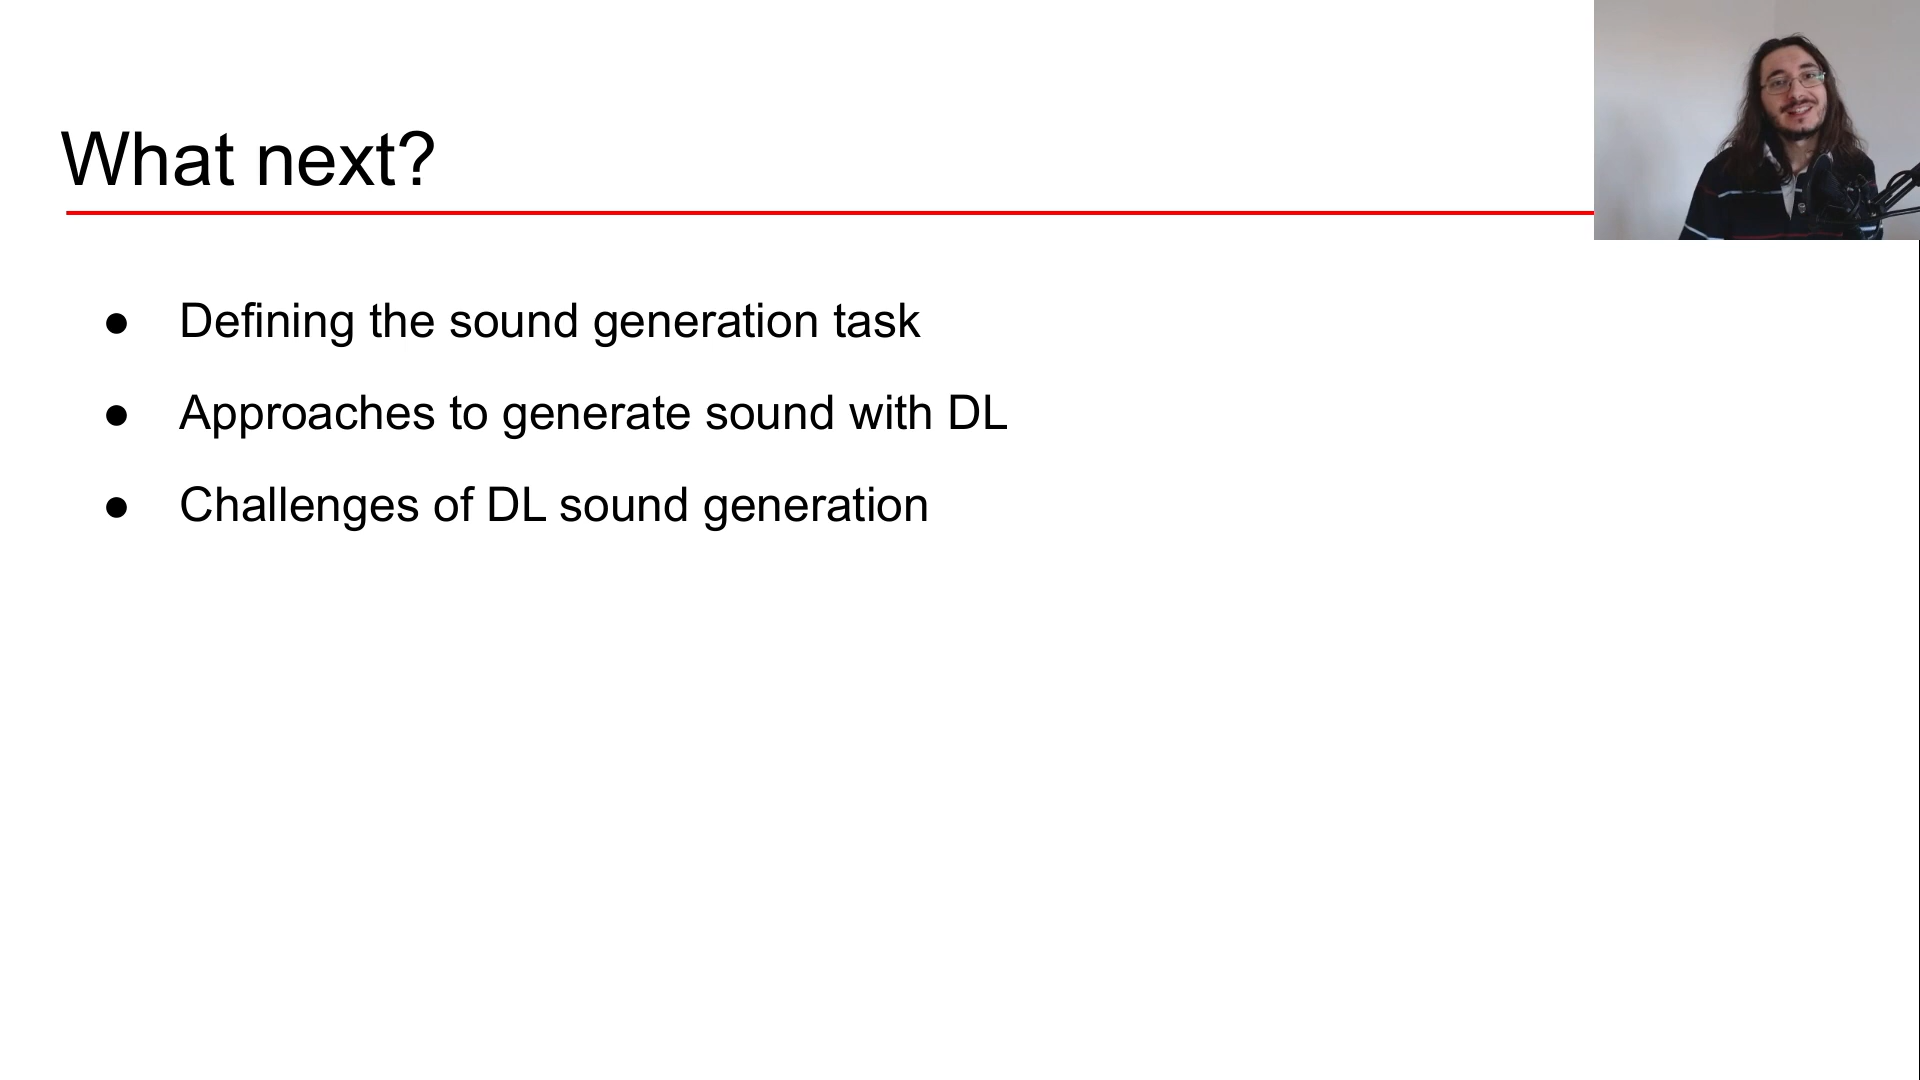 What next?
● Defining the sound generation task
● Approaches to generate sound with DL
● Challenges of DL sound generation